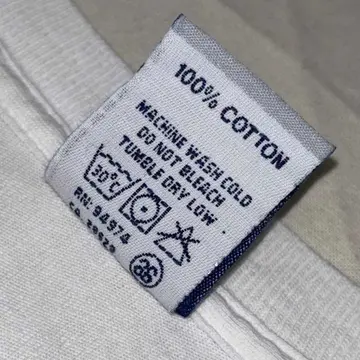 100% COTTON
MACHINE WASH COLD
DO NOT BLEACH
TUMBLE DRY LOW
30°C
RN: 94974